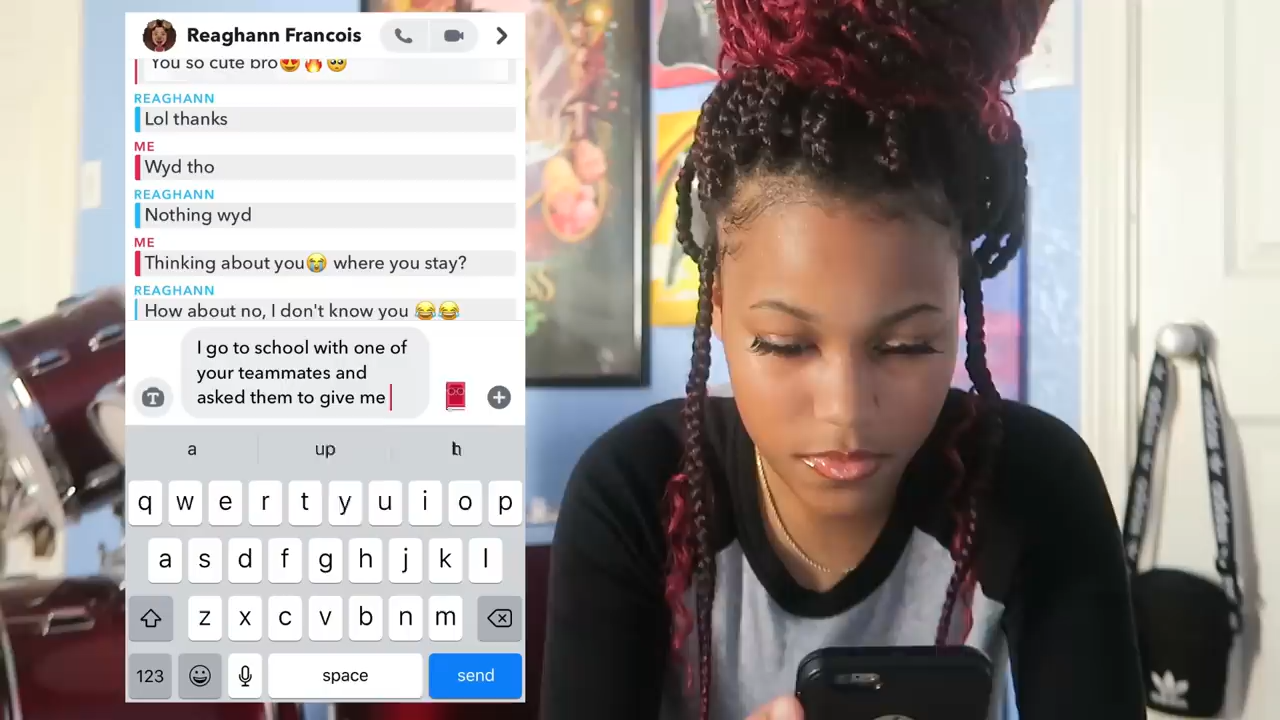 Reaghann Francois
You so cute bro😍🔥🥺
REAGHANN
Lol thanks
ME
Wyd tho
REAGHANN
Nothing wyd
ME
Thinking about you😭 where you stay?
REAGHANN
How about no, I don't know you 😂😂
I go to school with one of
your teammates and
asked them to give me
T
a up h
q w e r t y u i o p
a s d f g h j k l
z x c v b n m
123 space send
adidas